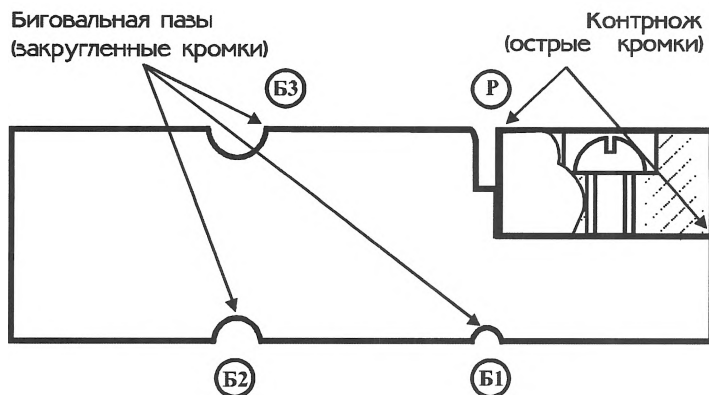 Биговальная пазы
(закругленные кромки)
Контрнож
(острые кромки)
Б3
Р
Б2
Б1